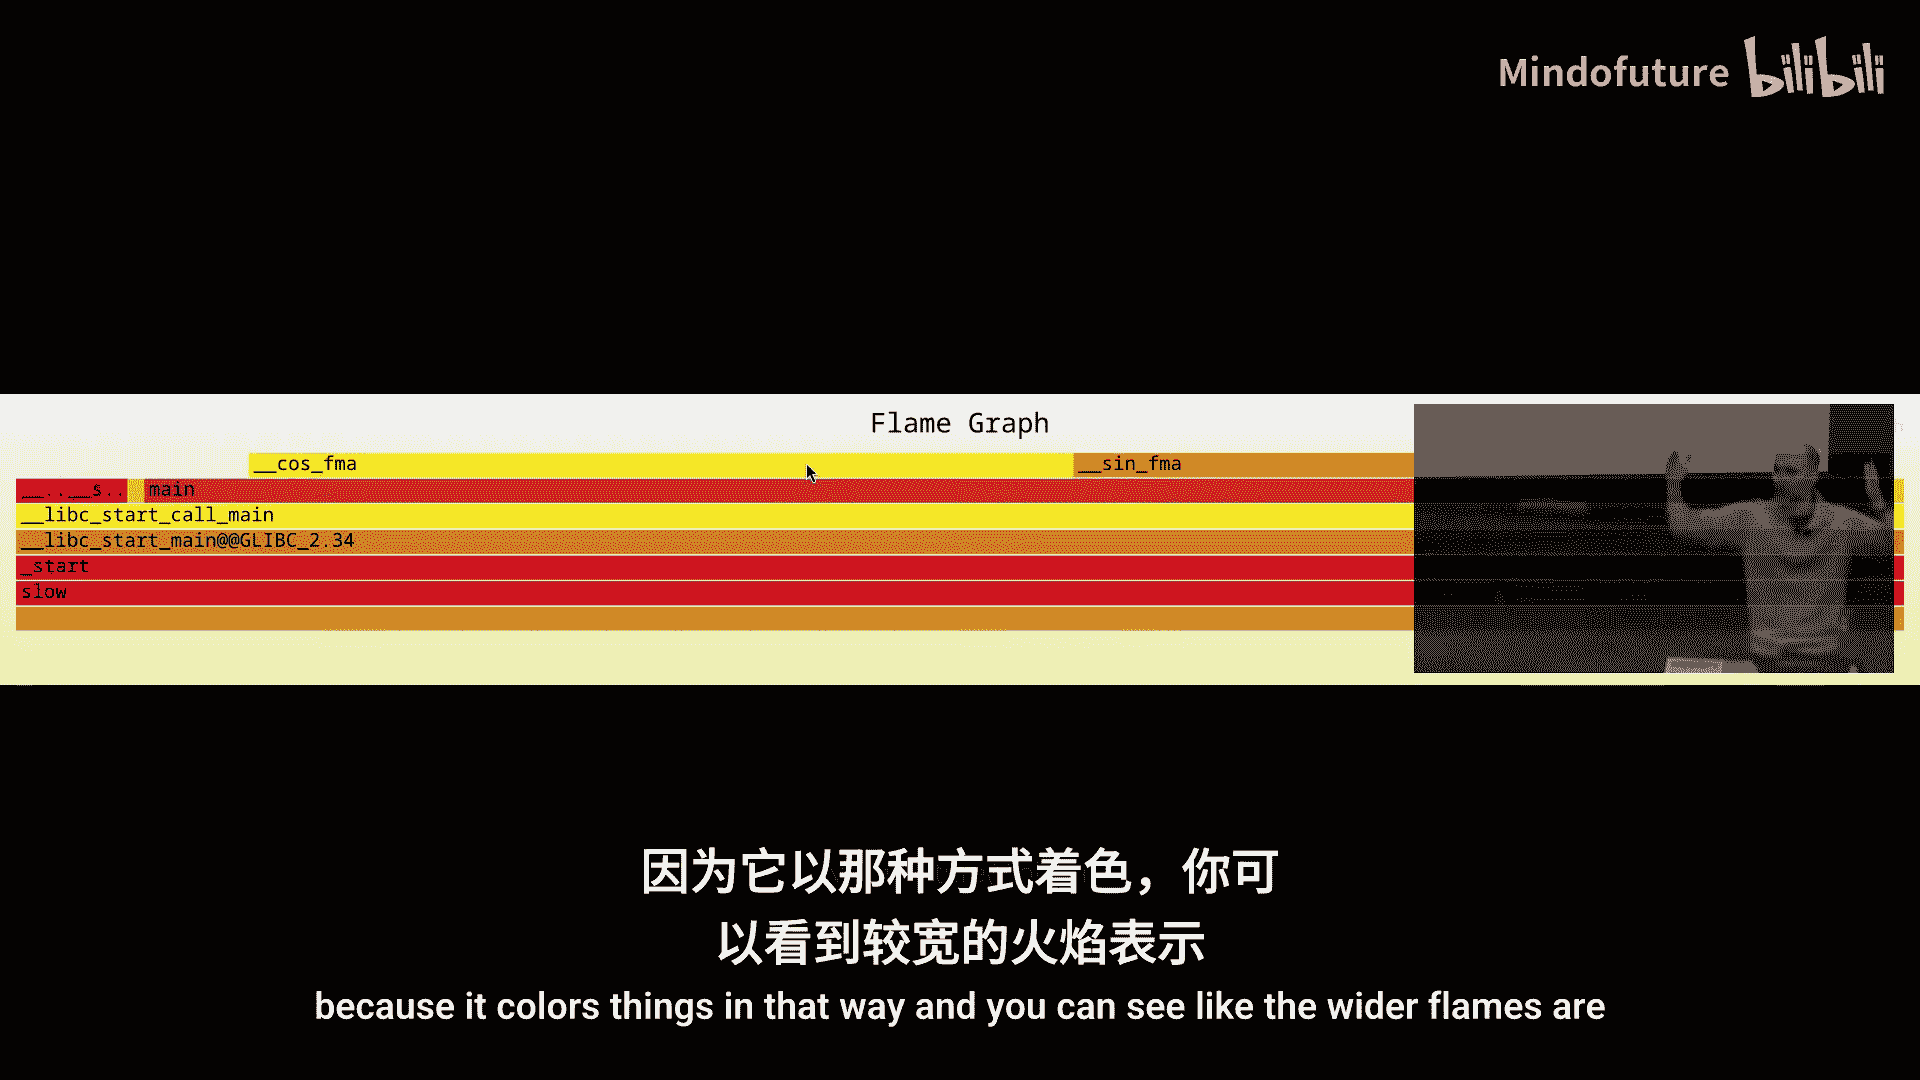 Mindofuture bilibili
Flame Graph
__cos_fma
__sin_fma
__..__s..
main
__libc_start_call_main
__libc_start_main@@GLIBC_2.34
_start
slow
因为它以那种方式着色，你可
以看到较宽的火焰表示
because it colors things in that way and you can see like the wider flames are